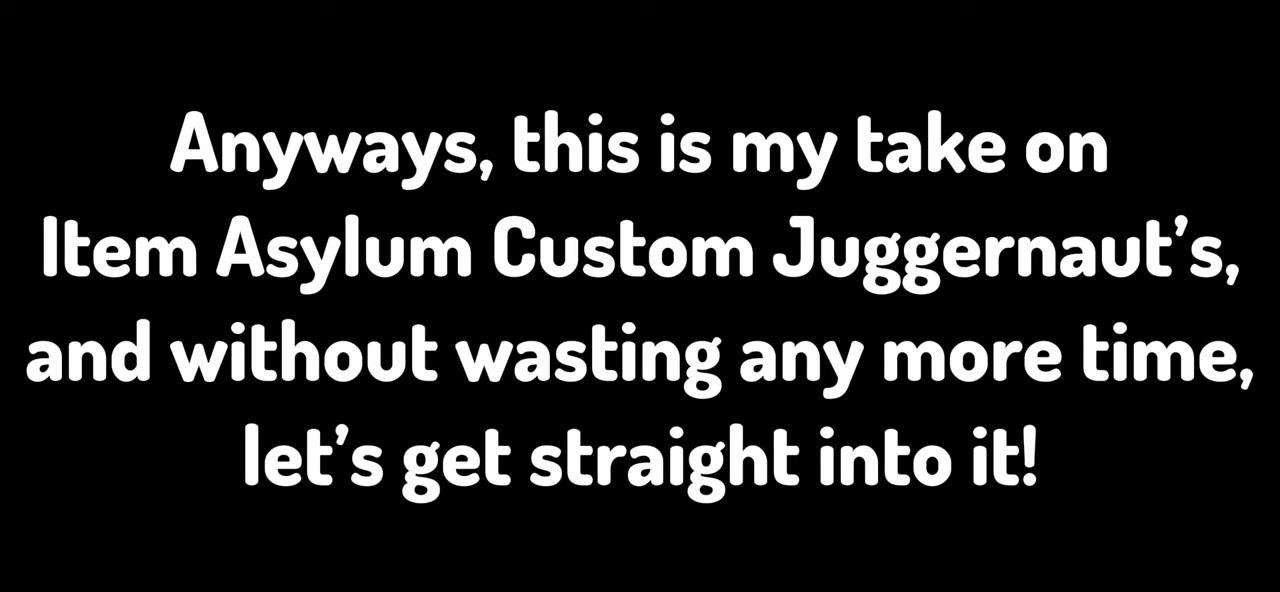 Anyways, this is my take on
Item Asylum Custom Juggernaut’s,
and without wasting any more time,
let’s get straight into it!